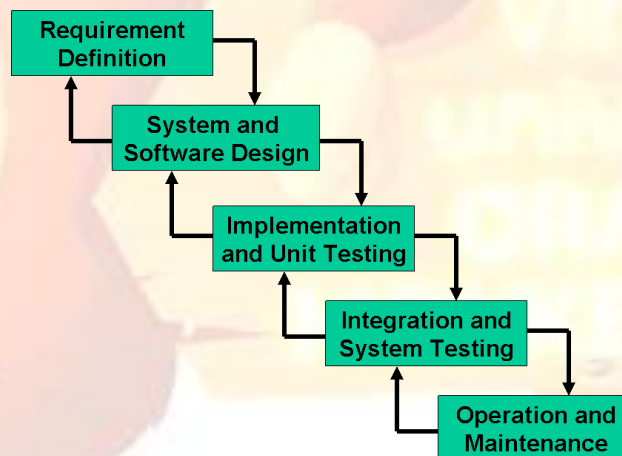 Requirement
Definition
System and
Software Design
Implementation
and Unit Testing
Integration and
System Testing
Operation and
Maintenance